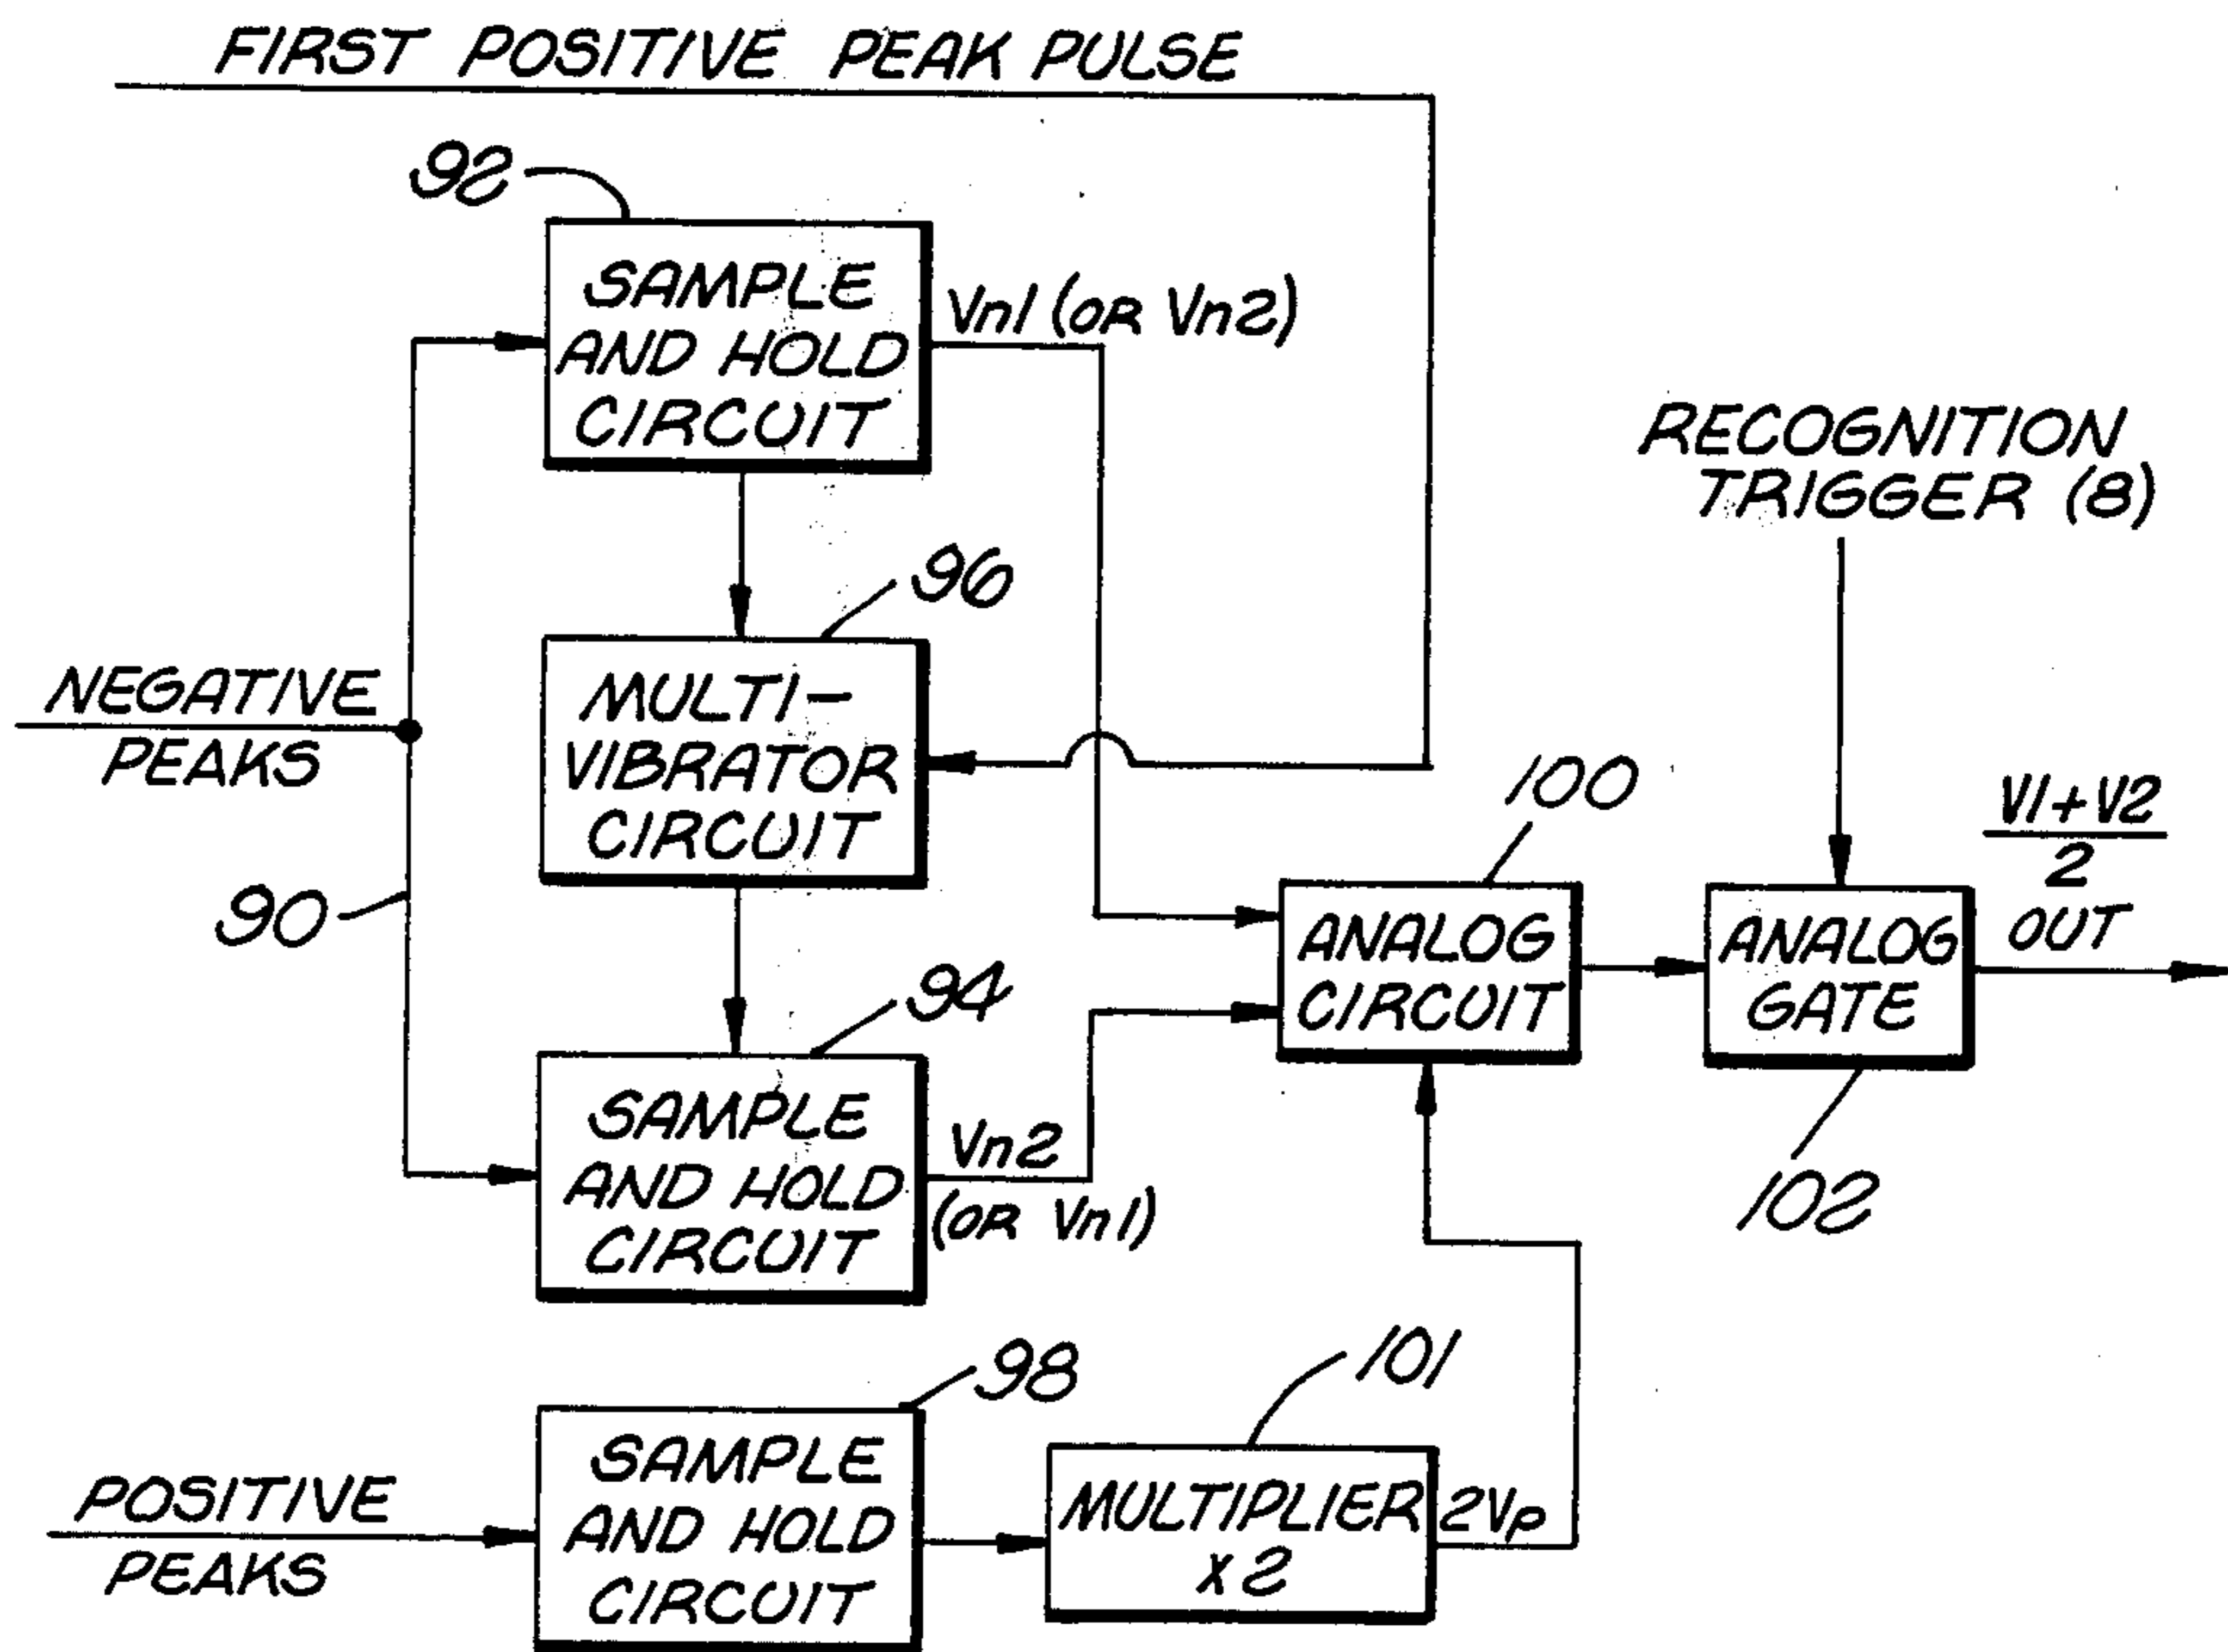 FIRST POSITIVE PEAK PULSE
92
SAMPLE
AND HOLD
CIRCUIT
Vn1 (OR Vn2)
RECOGNITION
TRIGGER (8)
96
NEGATIVE
PEAKS
MULTI-
VIBRATOR
CIRCUIT
100
V1+V2
2
OUT
90
ANALOG
CIRCUIT
ANALOG
GATE
94
SAMPLE
AND HOLD
CIRCUIT
Vn2
(OR Vn1)
102
98
101
POSITIVE
PEAKS
SAMPLE
AND HOLD
CIRCUIT
MULTIPLIER
x2
2Vp